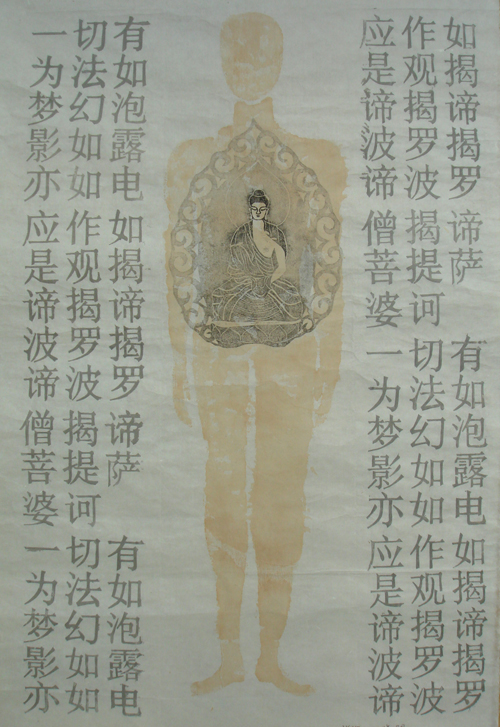 一切有
为法如
梦幻泡
影如露
亦如电
应作如
是观揭
谛揭谛
波罗揭
谛波罗
僧揭谛
菩提萨
婆诃
一切有
为法如
梦幻泡
影如露
亦如电
应作如
是观揭
谛揭谛
波罗揭
谛波罗
僧揭谛
菩提萨
婆诃
一切有
为法如
梦幻泡
影如露
亦如电
应作如
是观揭
谛揭谛
波罗揭
谛波罗